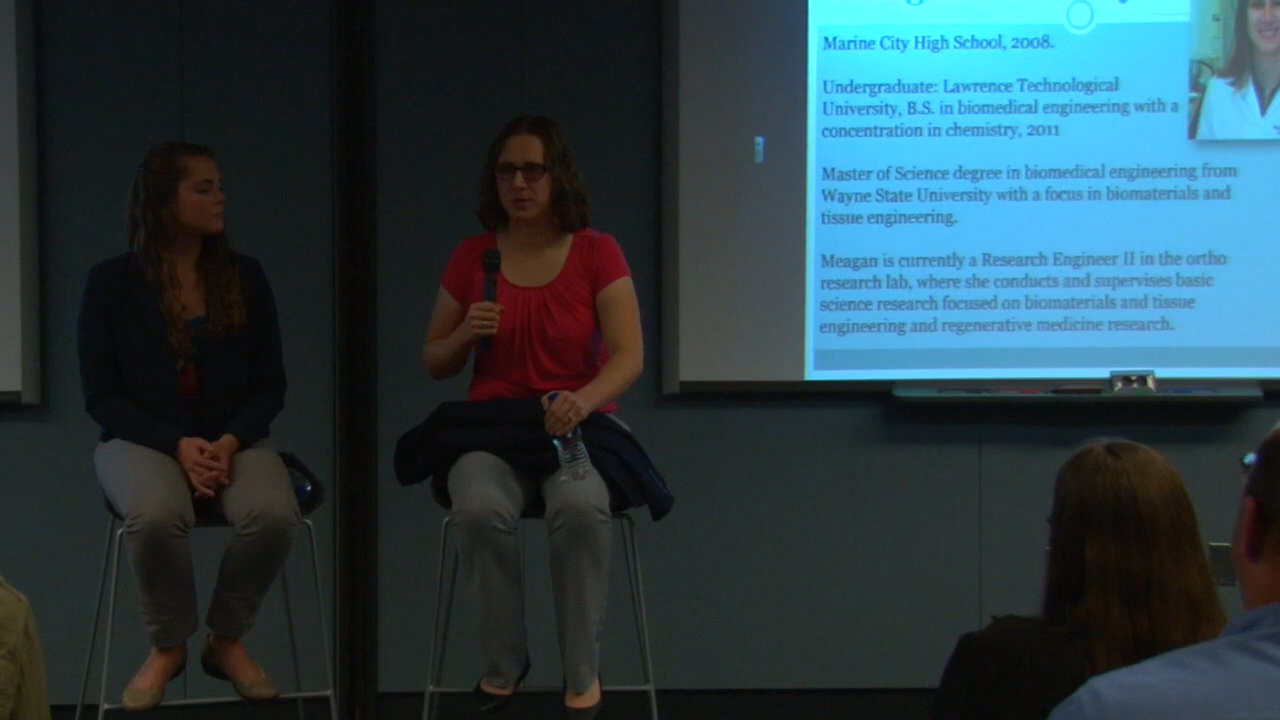 Marine City High School, 2008.
Undergraduate: Lawrence Technological
University, B.S. in biomedical engineering with a
concentration in chemistry, 2011
Master of Science degree in biomedical engineering from
Wayne State University with a focus in biomaterials and
tissue engineering.
Meagan is currently a Research Engineer II in the ortho
research lab, where she conducts and supervises basic
science research focused on biomaterials and tissue
engineering and regenerative medicine research.